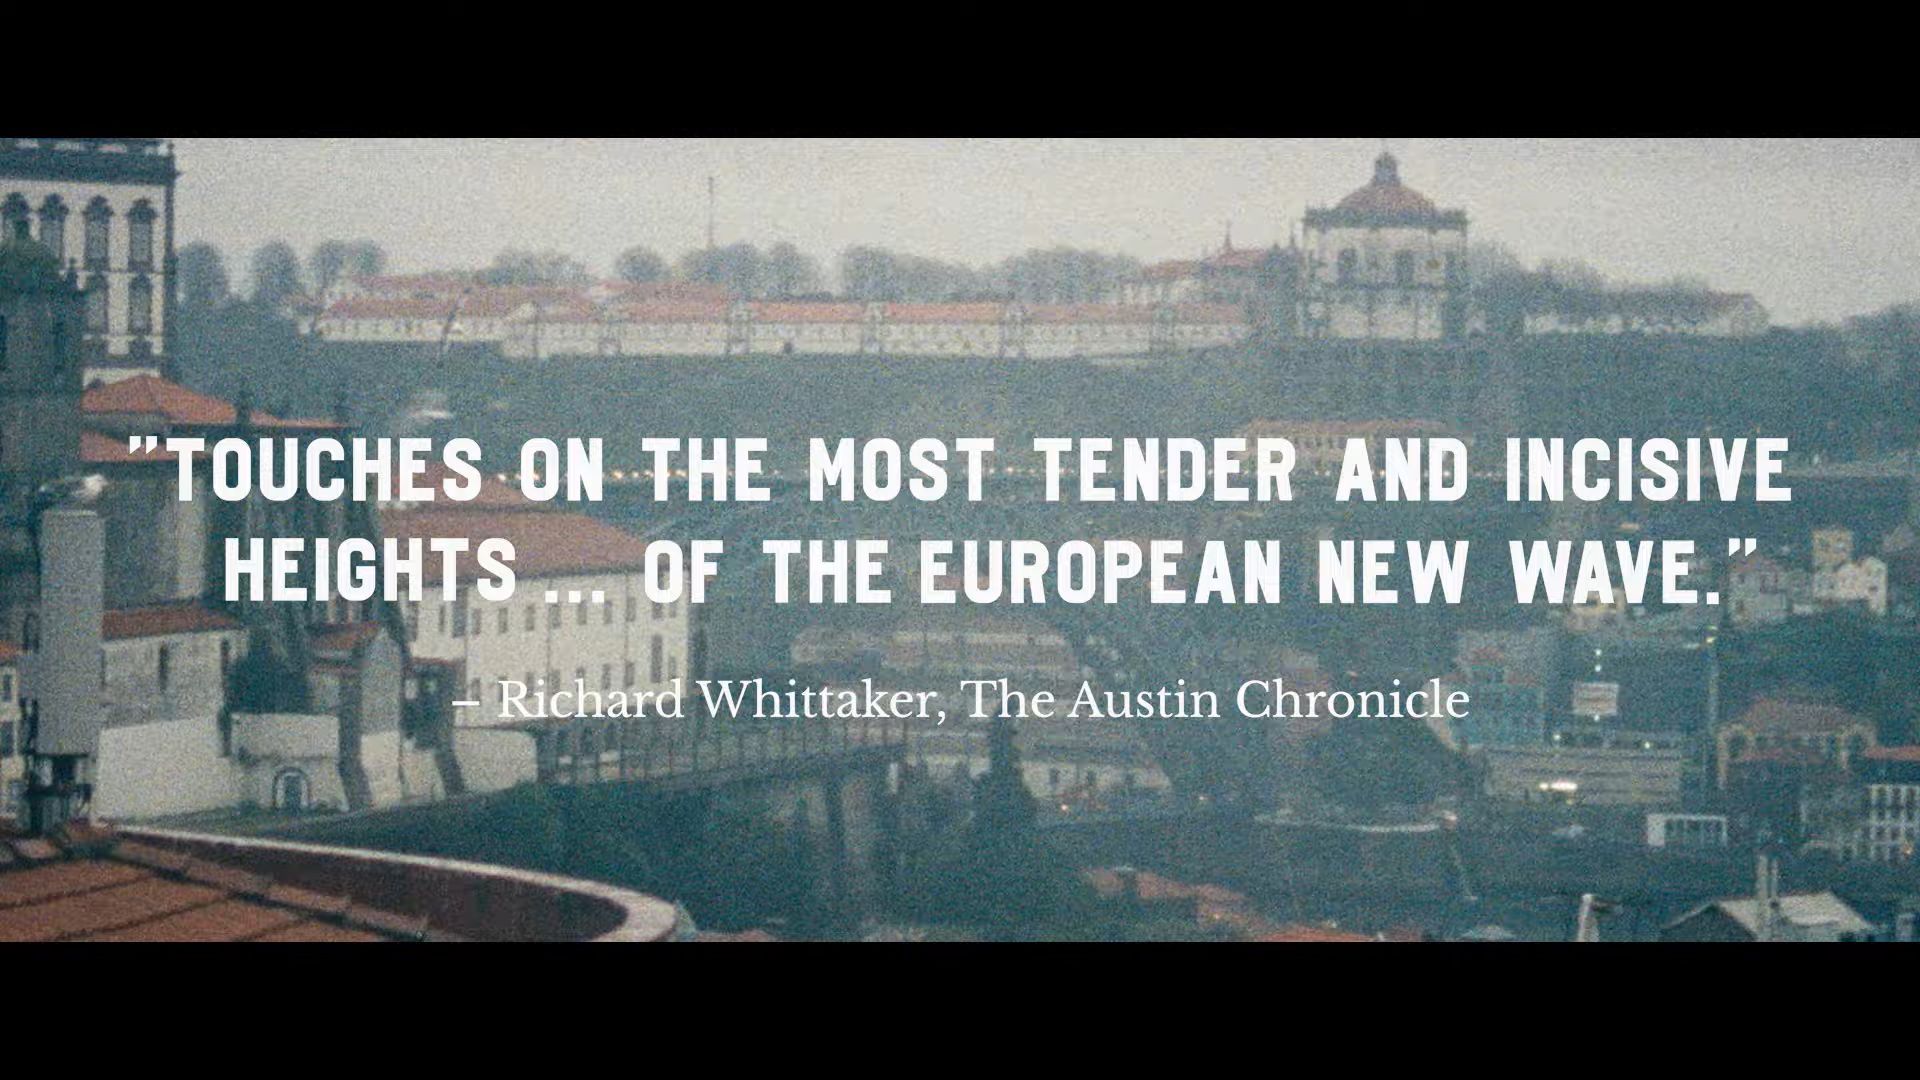 ”TOUCHES ON THE MOST TENDER AND INCISIVE
HEIGHTS ... OF THE EUROPEAN NEW WAVE.”
– Richard Whittaker, The Austin Chronicle